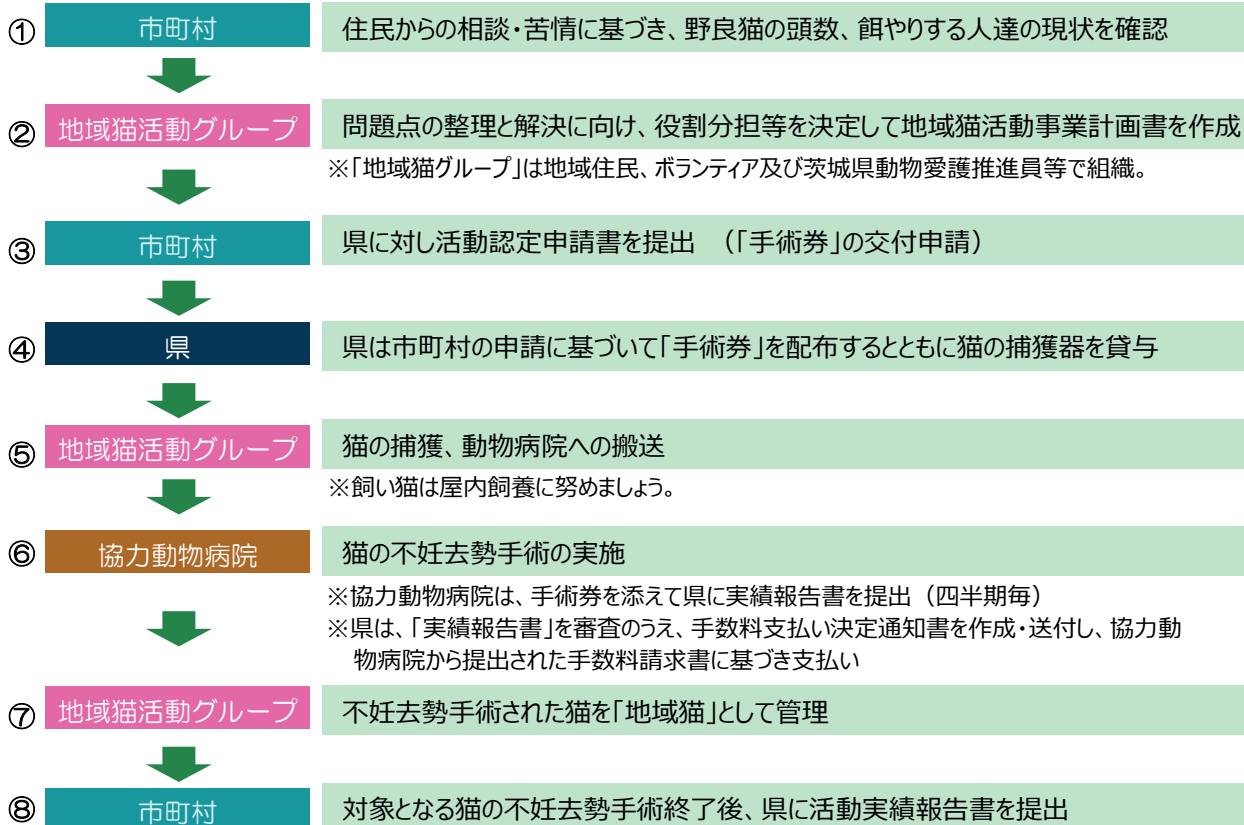 ① 市町村 住民からの相談・苦情に基づき、野良猫の頭数、餌やりする人達の現状を確認
② 地域猫活動グループ 問題点の整理と解決に向け、役割分担等を決定して地域猫活動事業計画書を作成
※「地域猫グループ」は地域住民、ボランティア及び茨城県動物愛護推進員等で組織。
③ 市町村 県に対し活動認定申請書を提出 （「手術券」の交付申請）
④ 県 県は市町村の申請に基づいて「手術券」を配布するとともに猫の捕獲器を貸与
⑤ 地域猫活動グループ 猫の捕獲、動物病院への搬送
※飼い猫は屋内飼養に努めましょう。
⑥ 協力動物病院 猫の不妊去勢手術の実施
※協力動物病院は、手術券を添えて県に実績報告書を提出（四半期毎）
※県は、「実績報告書」を審査のうえ、手数料支払い決定通知書を作成・送付し、協力動
物病院から提出された手数料請求書に基づき支払い
⑦ 地域猫活動グループ 不妊去勢手術された猫を「地域猫」として管理
⑧ 市町村 対象となる猫の不妊去勢手術終了後、県に活動実績報告書を提出